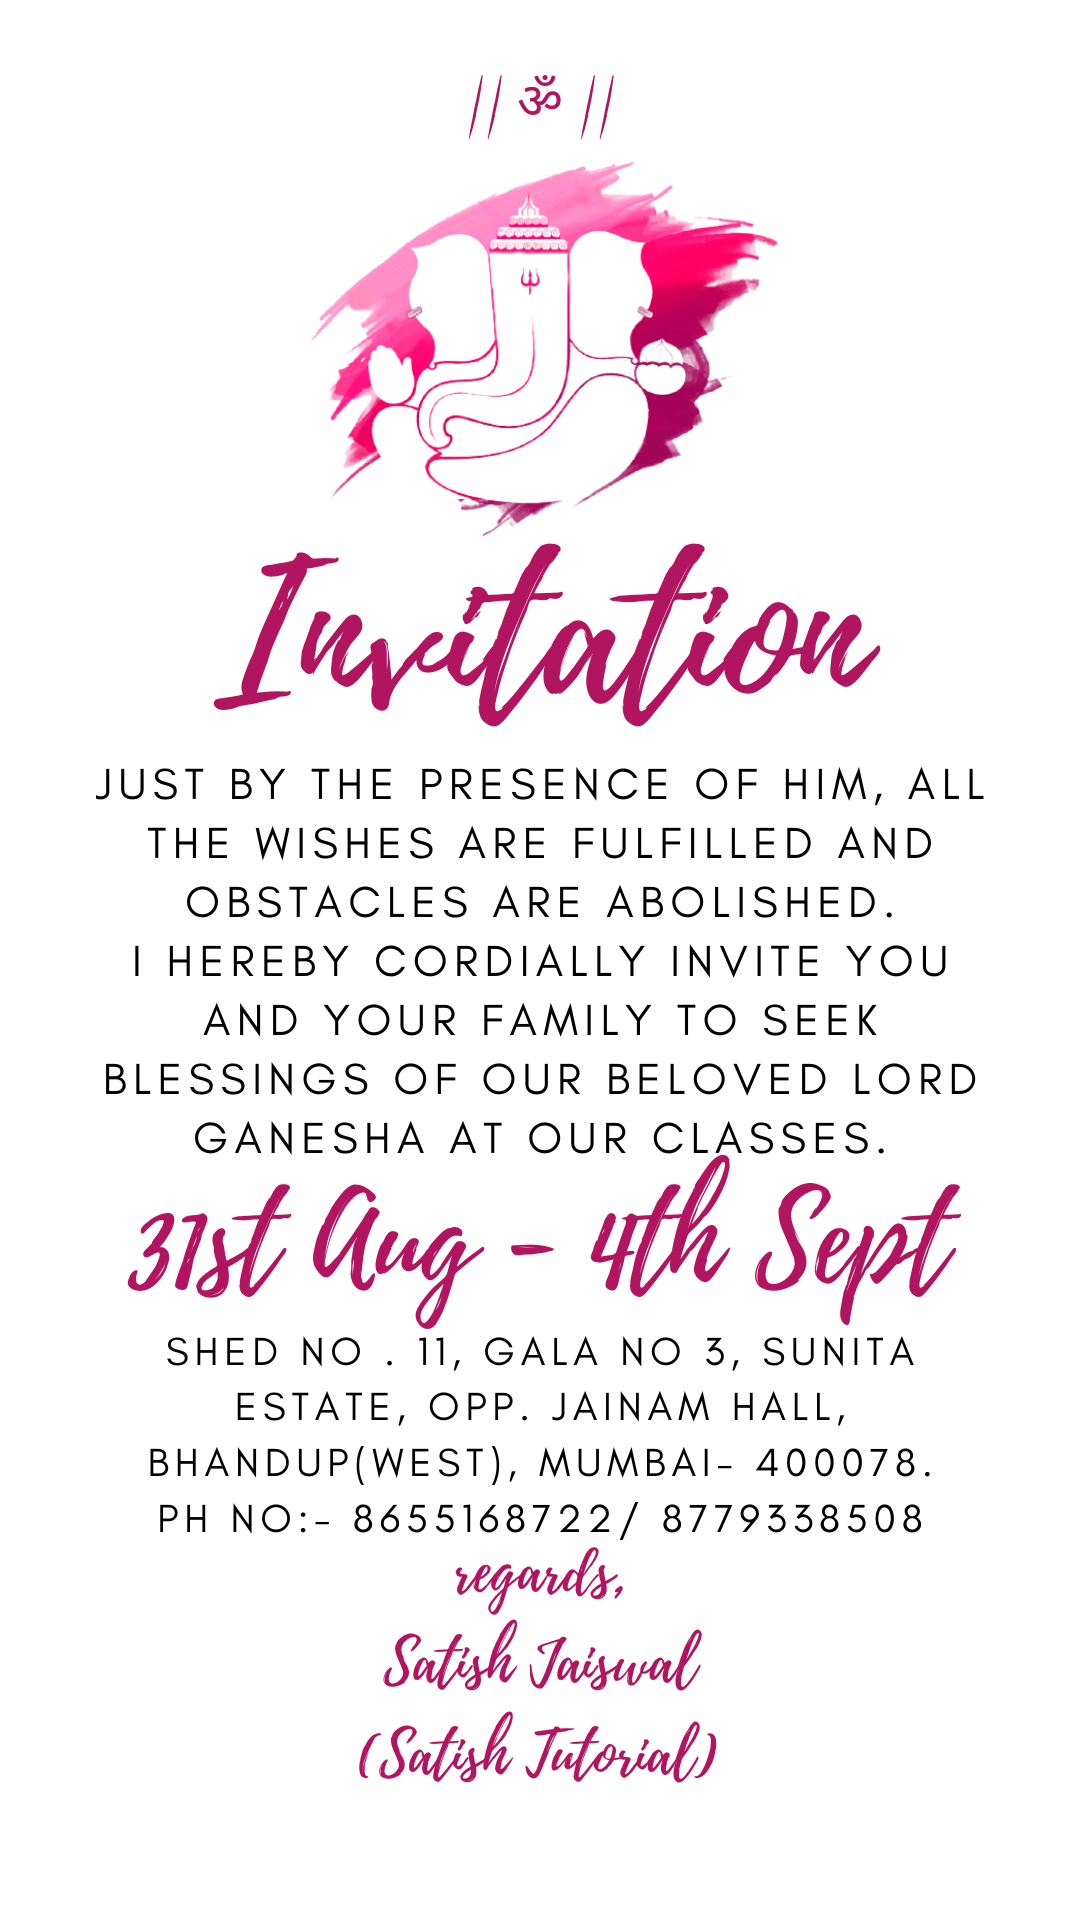 || ॐ ||
Invitation
JUST BY THE PRESENCE OF HIM, ALL
THE WISHES ARE FULFILLED AND
OBSTACLES ARE ABOLISHED.
I HEREBY CORDIALLY INVITE YOU
AND YOUR FAMILY TO SEEK
BLESSINGS OF OUR BELOVED LORD
GANESHA AT OUR CLASSES.
31st Aug - 4th Sept
SHED NO . 11, GALA NO 3, SUNITA
ESTATE, OPP. JAINAM HALL,
BHANDUP(WEST), MUMBAI- 400078.
PH NO:- 8655168722/ 8779338508
regards,
Satish Jaiswal
(Satish Tutorial)